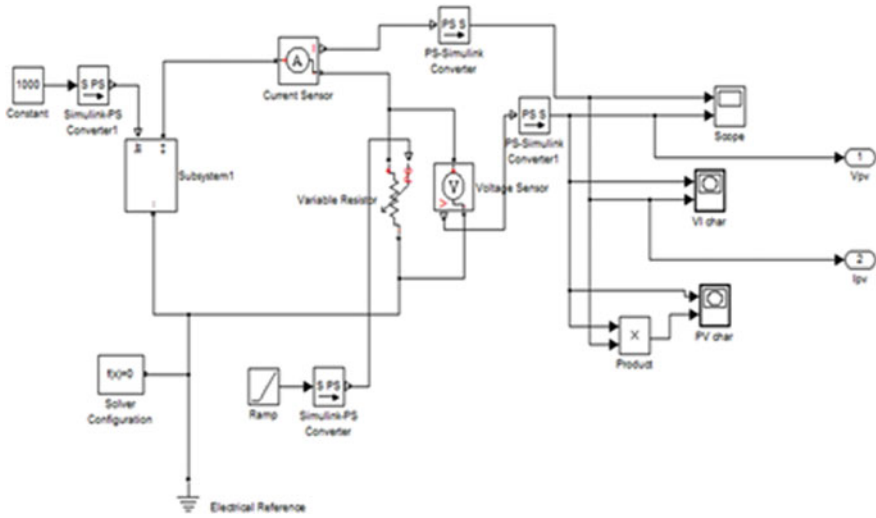 PS S
PS-Simulink
Converter
A
I
Current Sensor
1000
Constant
S PS
Simulink-PS
Converter1
Subsystem1
PS S
PS-Simulink
Converter1
Scope
1
Vpv
Variable Resistor
V
V
Voltage Sensor
VI char
2
Ipv
PV char
X
Product
f(x)=0
Solver
Configuration
Ramp
S PS
Simulink-PS
Converter
Electrical Reference